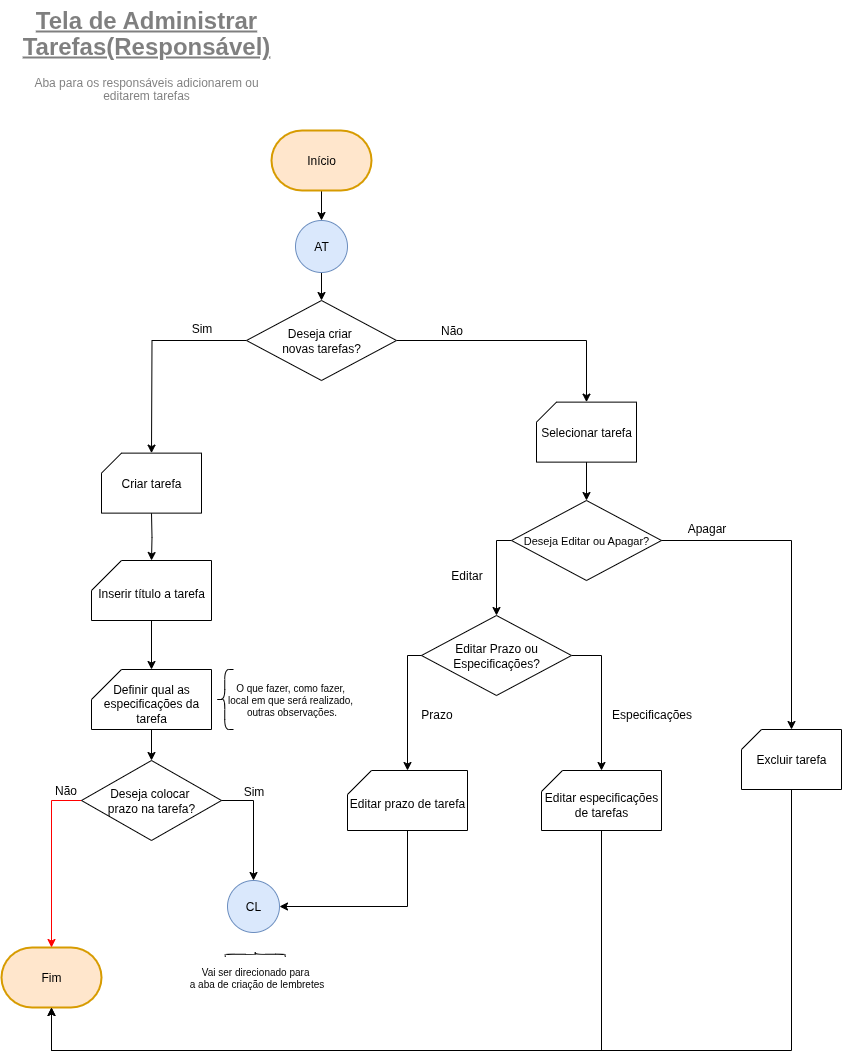 Tela de Administrar
Tarefas(Responsável)
Aba para os responsáveis adicionarem ou
editarem tarefas
Início
AT
Deseja criar
novas tarefas?
Sim
Não
Selecionar tarefa
Criar tarefa
Deseja Editar ou Apagar?
Apagar
Editar
Inserir título a tarefa
Editar Prazo ou
Especificações?
Definir qual as
especificações da
tarefa
O que fazer, como fazer,
local em que será realizado,
outras observações.
Prazo
Especificações
Excluir tarefa
Deseja colocar
prazo na tarefa?
Não
Sim
Editar prazo de tarefa
Editar especificações
de tarefas
CL
Fim
Vai ser direcionado para
a aba de criação de lembretes